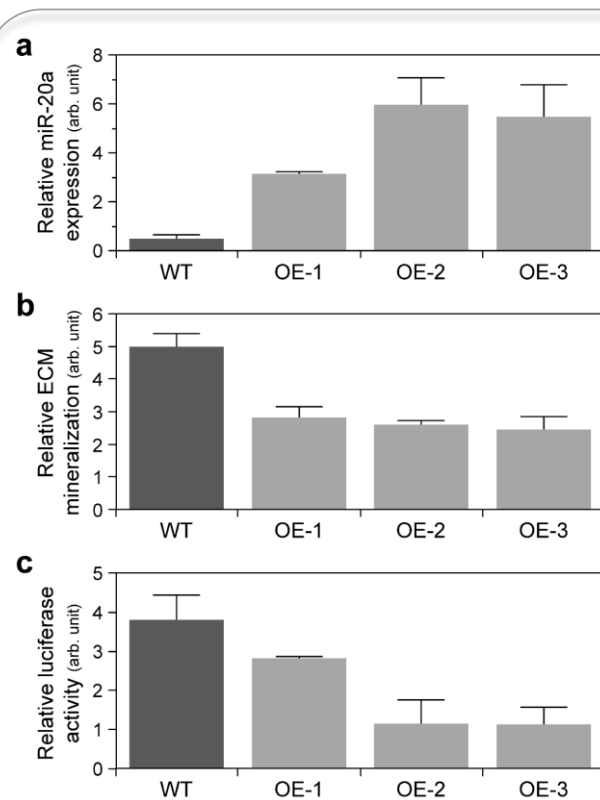 a
Relative miR-20a
expression (arb. unit)
8
6
4
2
0
WT OE-1 OE-2 OE-3
b
Relative ECM
mineralization (arb. unit)
6
5
4
3
2
1
0
WT OE-1 OE-2 OE-3
c
Relative luciferase
activity (arb. unit)
5
4
3
2
1
0
WT OE-1 OE-2 OE-3